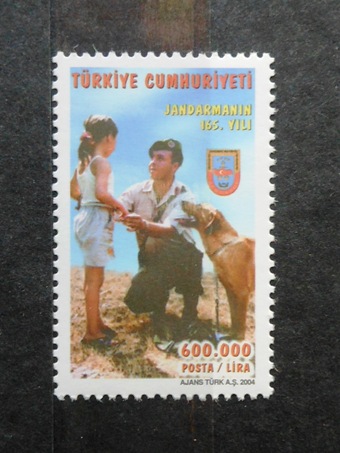 TÜRKİYE CUMHURİYETİ
JANDARMANIN
165. YILI
600.000
POSTA / LİRA
AJANS TÜRK A.Ş. 2004